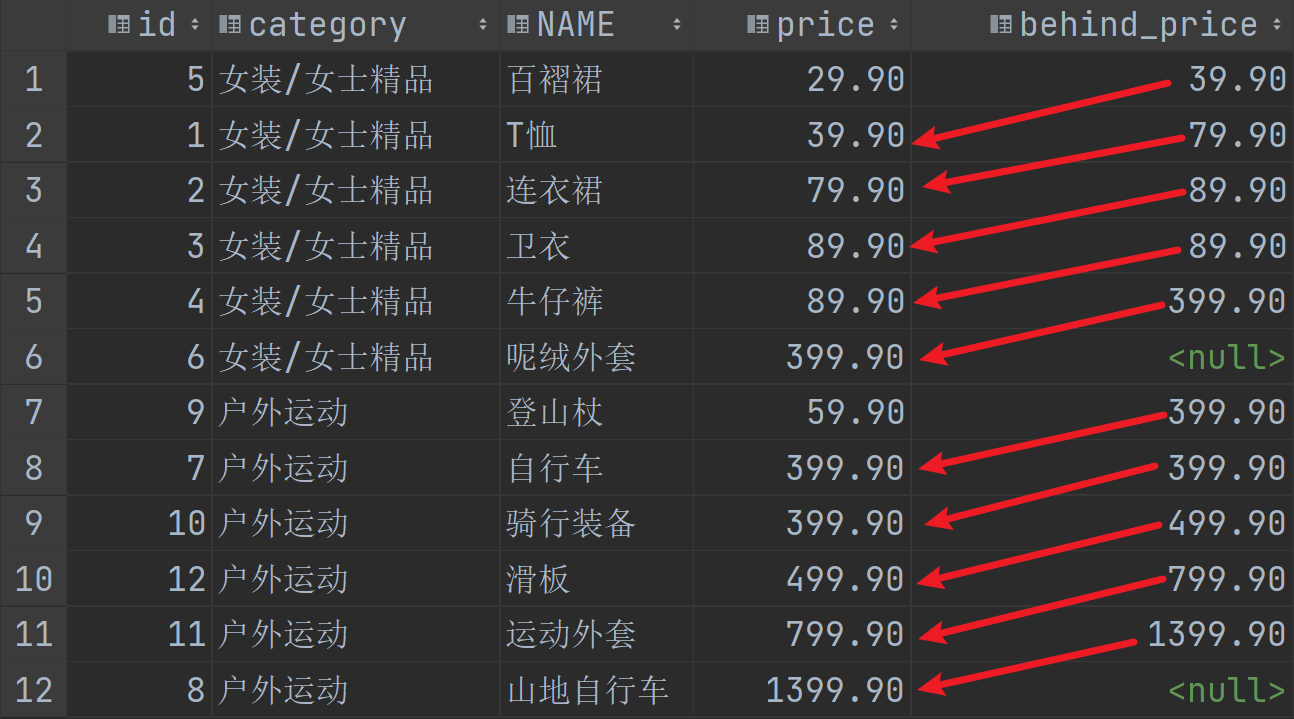 id category NAME price behind_price
1 5 女装/女士精品 百褶裙 29.90 39.90
2 1 女装/女士精品 T恤 39.90 79.90
3 2 女装/女士精品 连衣裙 79.90 89.90
4 3 女装/女士精品 卫衣 89.90 89.90
5 4 女装/女士精品 牛仔裤 89.90 399.90
6 6 女装/女士精品 呢绒外套 399.90 <null>
7 9 户外运动 登山杖 59.90 399.90
8 7 户外运动 自行车 399.90 399.90
9 10 户外运动 骑行装备 399.90 499.90
10 12 户外运动 滑板 499.90 799.90
11 11 户外运动 运动外套 799.90 1399.90
12 8 户外运动 山地自行车 1399.90 <null>